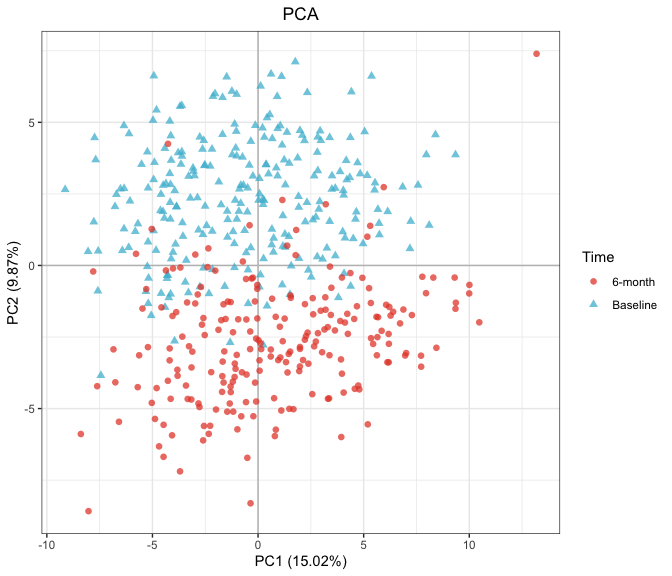 PCA
5
0
-5
PC2 (9.87%)
-10
-5
0
5
10
PC1 (15.02%)
Time
6-month
Baseline